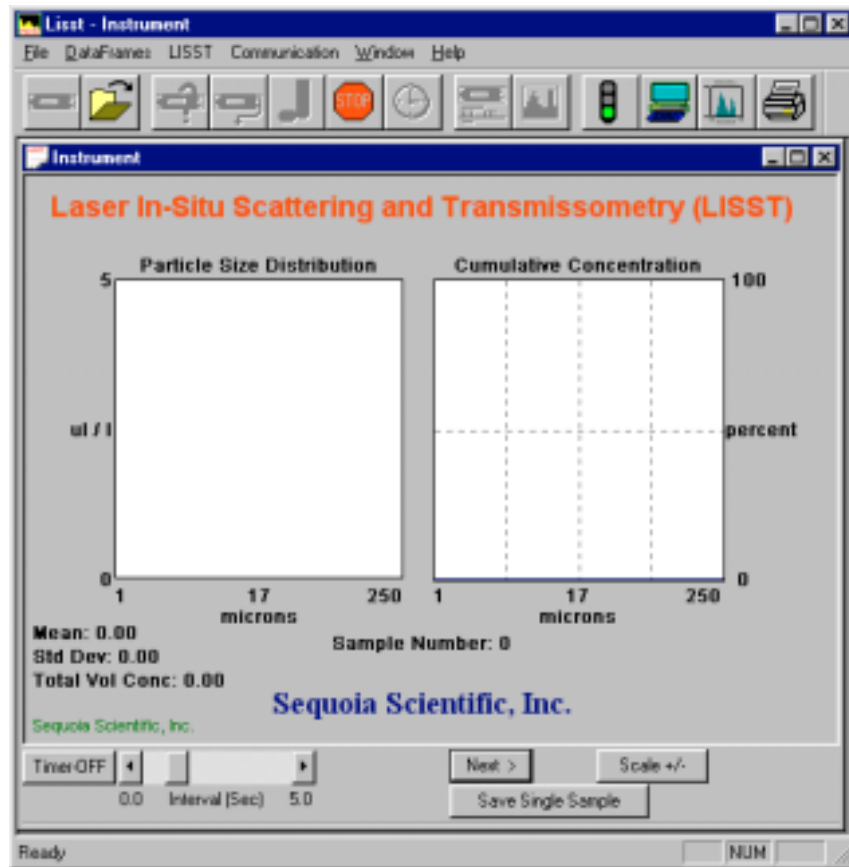 Lisst - Instrument
File DataFrames LISST Communication Window Help
STOP
Instrument
Laser In-Situ Scattering and Transmissometry (LISST)
Particle Size Distribution Cumulative Concentration
5 100
ul / l percent
0 0
1 17 250 1 17 250
microns microns
Mean: 0.00
Sample Number: 0
Std Dev: 0.00
Total Vol Conc: 0.00
Sequoia Scientific, Inc.
Sequoia Scientific, Inc.
Timer-OFF Next > Scale +/-
0.0 Interval (Sec) 5.0 Save Single Sample
Ready NUM